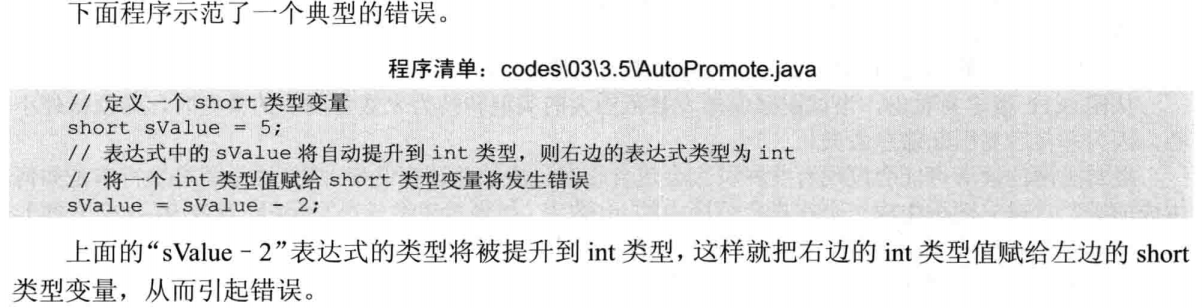 下面程序示范了一个典型的错误。
程序清单：codes\03\3.5\AutoPromote.java
// 定义一个 short 类型变量
short sValue = 5;
// 表达式中的 sValue 将自动提升到 int 类型，则右边的表达式类型为 int
// 将一个 int 类型值赋给 short 类型变量将发生错误
sValue = sValue - 2;
上面的“sValue - 2”表达式的类型将被提升到 int 类型，这样就把右边的 int 类型值赋给左边的 short
类型变量，从而引起错误。